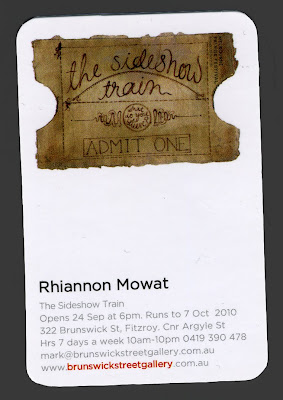 the sideshow
train
ADMIT ONE
Rhiannon Mowat
The Sideshow Train
Opens 24 Sep at 6pm. Runs to 7 Oct 2010
322 Brunswick St, Fitzroy. Cnr Argyle St
Hrs 7 days a week 10am-10pm 0419 390 478
mark@brunswickstreetgallery.com.au
www.brunswickstreetgallery.com.au